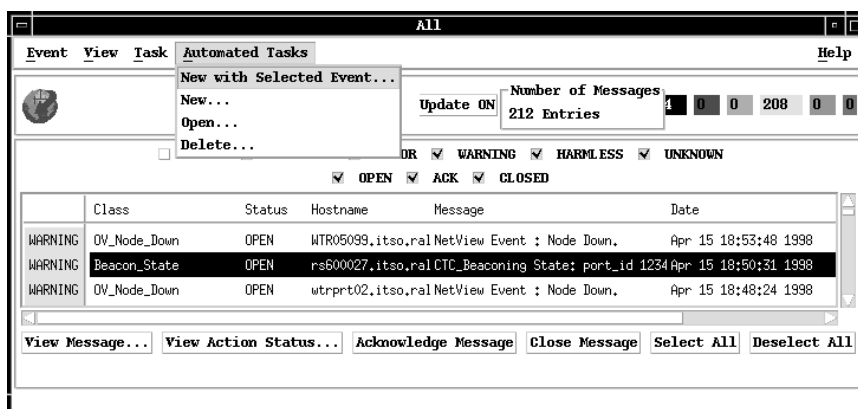 All
Event View Task Automated Tasks Help
New with Selected Event...
New...
Open...
Delete...
Update ON
Number of Messages
212 Entries
4 0 0 208 0 0
OR WARNING HARMLESS UNKNOWN
OPEN ACK CLOSED
Class Status Hostname Message Date
WARNING OV_Node_Down OPEN WTR05099.itso.ral NetView Event : Node Down. Apr 15 18:53:48 1998
WARNING Beacon_State OPEN rs600027.itso.ral CTC_Beaconing State: port_id 1234 Apr 15 18:50:31 1998
WARNING OV_Node_Down OPEN wtrprt02.itso.ral NetView Event : Node Down. Apr 15 18:48:24 1998
View Message... View Action Status... Acknowledge Message Close Message Select All Deselect All